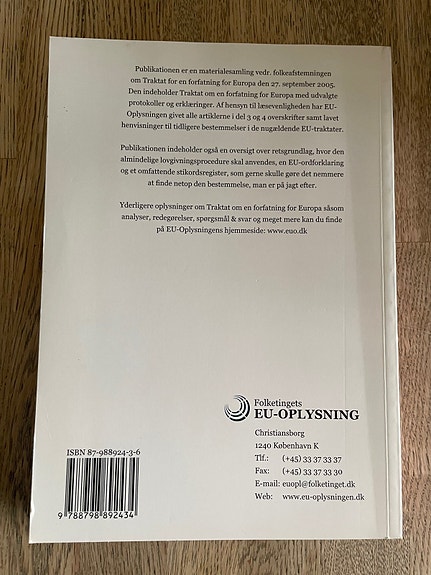 Publikationen er en materialesamling vedr. folkeafstemningen
om Traktat for en forfatning for Europa den 27. september 2005.
Den indeholder Traktat om en forfatning for Europa med udvalgte
protokoller og erklæringer. Af hensyn til læsevenligheden har EU-
Oplysningen givet alle artiklerne i del 3 og 4 overskrifter samt lavet
henvisninger til tidligere bestemmelser i de nugældende EU-traktater.
Publikationen indeholder også en oversigt over retsgrundlag, hvor den
almindelige lovgivningsprocedure skal anvendes, en EU-ordforklaring
og et omfattende stikordsregister, som gerne skulle gøre det nemmere
at finde netop den bestemmelse, man er på jagt efter.
Yderligere oplysninger om Traktat om en forfatning for Europa såsom
analyser, redegørelser, spørgsmål & svar og meget mere kan du finde
på EU-Oplysningens hjemmeside: www.euo.dk
Folketingets
EU-OPLYSNING
Christiansborg
1240 København K
Tlf.: (+45) 33 37 33 37
Fax: (+45) 33 37 33 30
E-mail: euopl@folketinget.dk
Web: www.eu-oplysningen.dk
ISBN 87-988924-3-6
9 788798 892434